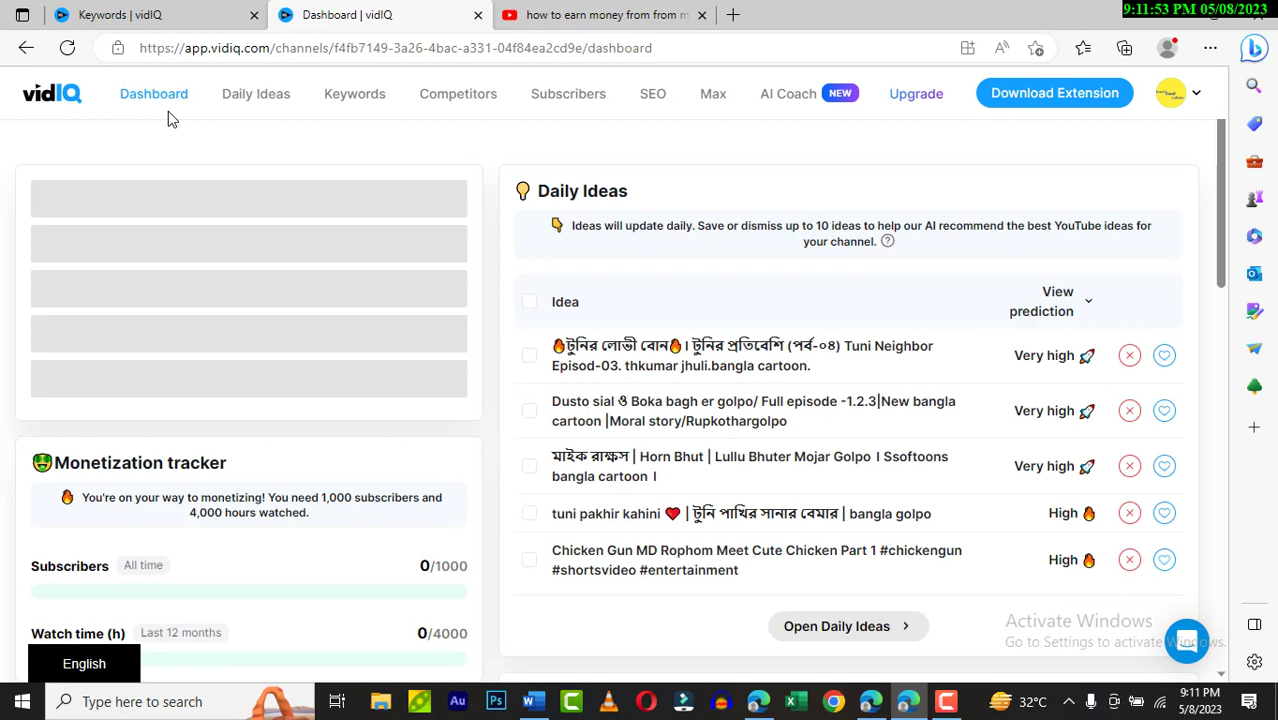 9:11:53 PM 05/08/2023
Keywords | vidIQ
Dashboard | vidIQ
how to earn money from from m
https://app.vidiq.com/channels/f4fb7149-3a26-4bac-a331-04f84ea2cd9e/dashboard
vidIQ
Dashboard
Daily Ideas
Keywords
Competitors
Subscribers
SEO
Max
AI Coach NEW
Upgrade
Download Extension
Daily Ideas
Ideas will update daily. Save or dismiss up to 10 ideas to help our AI recommend the best YouTube ideas for
your channel. ?
Idea
View
prediction
🔥টুনির লোভী বোন🔥। টুনির প্রতিবেশি (পর্ব-০৪) Tuni Neighbor
Episod-03. thkumar jhuli.bangla cartoon.
Very high 🚀
Dusto sial ও Boka bagh er golpo/ Full episode -1.2.3|New bangla
cartoon |Moral story/Rupkothargolpo
Very high 🚀
মাইক রাক্ষস | Horn Bhut | Lullu Bhuter Mojar Golpo । Ssoftoons
bangla cartoon ।
Very high 🚀
tuni pakhir kahini ❤️ | টুনি পাখির সানার বেমার | bangla golpo
High 🔥
Chicken Gun MD Rophom Meet Cute Chicken Part 1 #chickengun
#shortsvideo #entertainment
High 🔥
Open Daily Ideas
Monetization tracker
🔥 You're on your way to monetizing! You need 1,000 subscribers and
4,000 hours watched.
Subscribers All time 0/1000
Watch time (h) Last 12 months 0/4000
English
Activate Windows
Go to Settings to activate Windows.
Type here to search
32°C
9:11 PM
5/8/2023